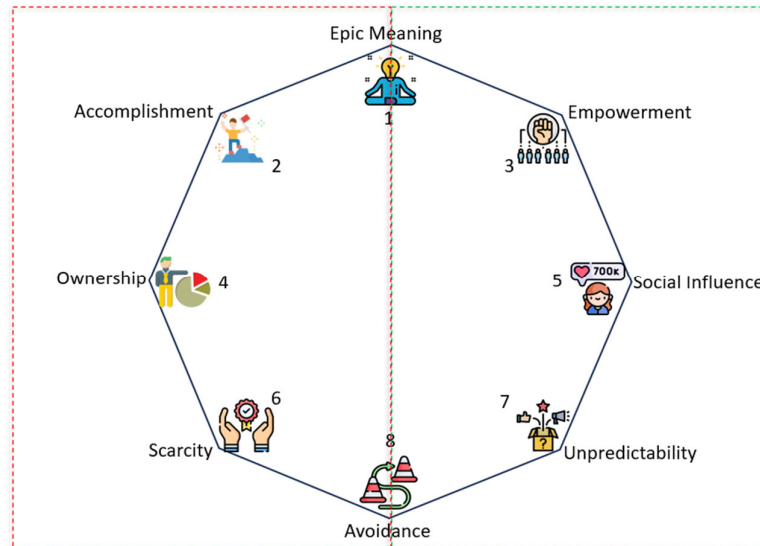 Epic Meaning
1
Accomplishment
2
Empowerment
3
Ownership
4
700K
5
Social Influence
6
Scarcity
7
?
Unpredictability
8
Avoidance